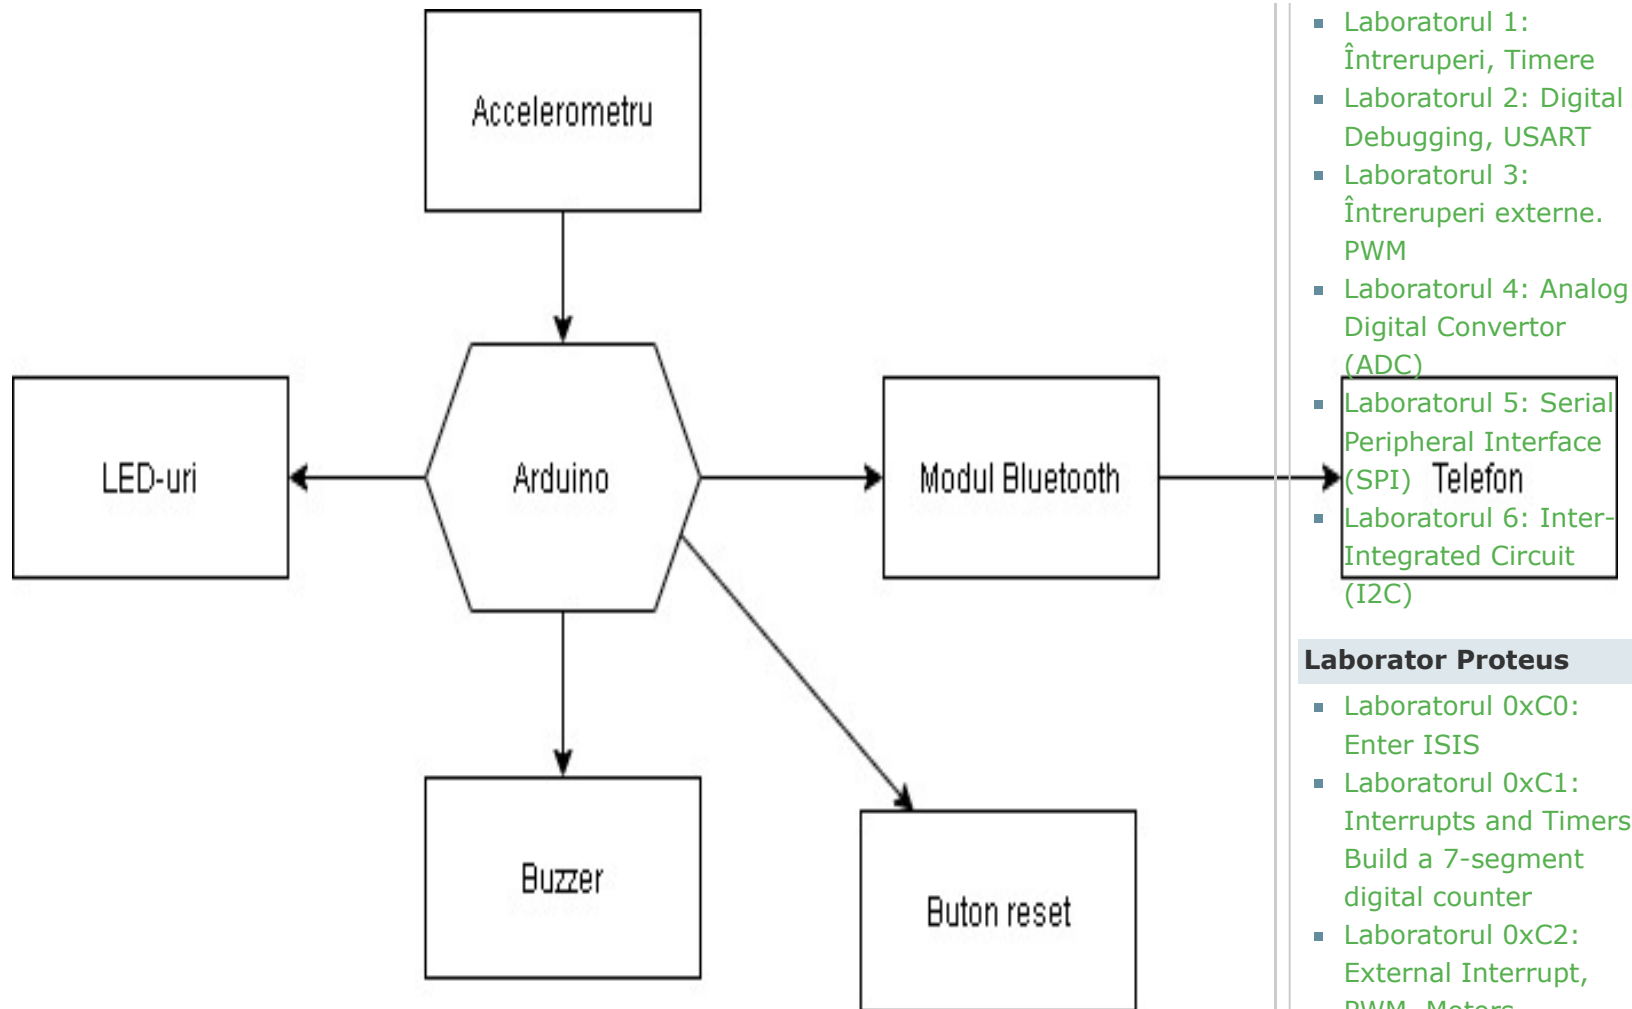 Accelerometru
LED-uri
Arduino
Modul Bluetooth
Telefon
Buzzer
Buton reset
Laboratorul 1:
Întreruperi, Timere
Laboratorul 2: Digital
Debugging, USART
Laboratorul 3:
Întreruperi externe.
PWM
Laboratorul 4: Analog
Digital Convertor
(ADC)
Laboratorul 5: Serial
Peripheral Interface
(SPI)
Laboratorul 6: Inter-
Integrated Circuit
(I2C)
Laborator Proteus
Laboratorul 0xC0:
Enter ISIS
Laboratorul 0xC1:
Interrupts and Timers
Build a 7-segment
digital counter
Laboratorul 0xC2:
External Interrupt,
PWM, Motors